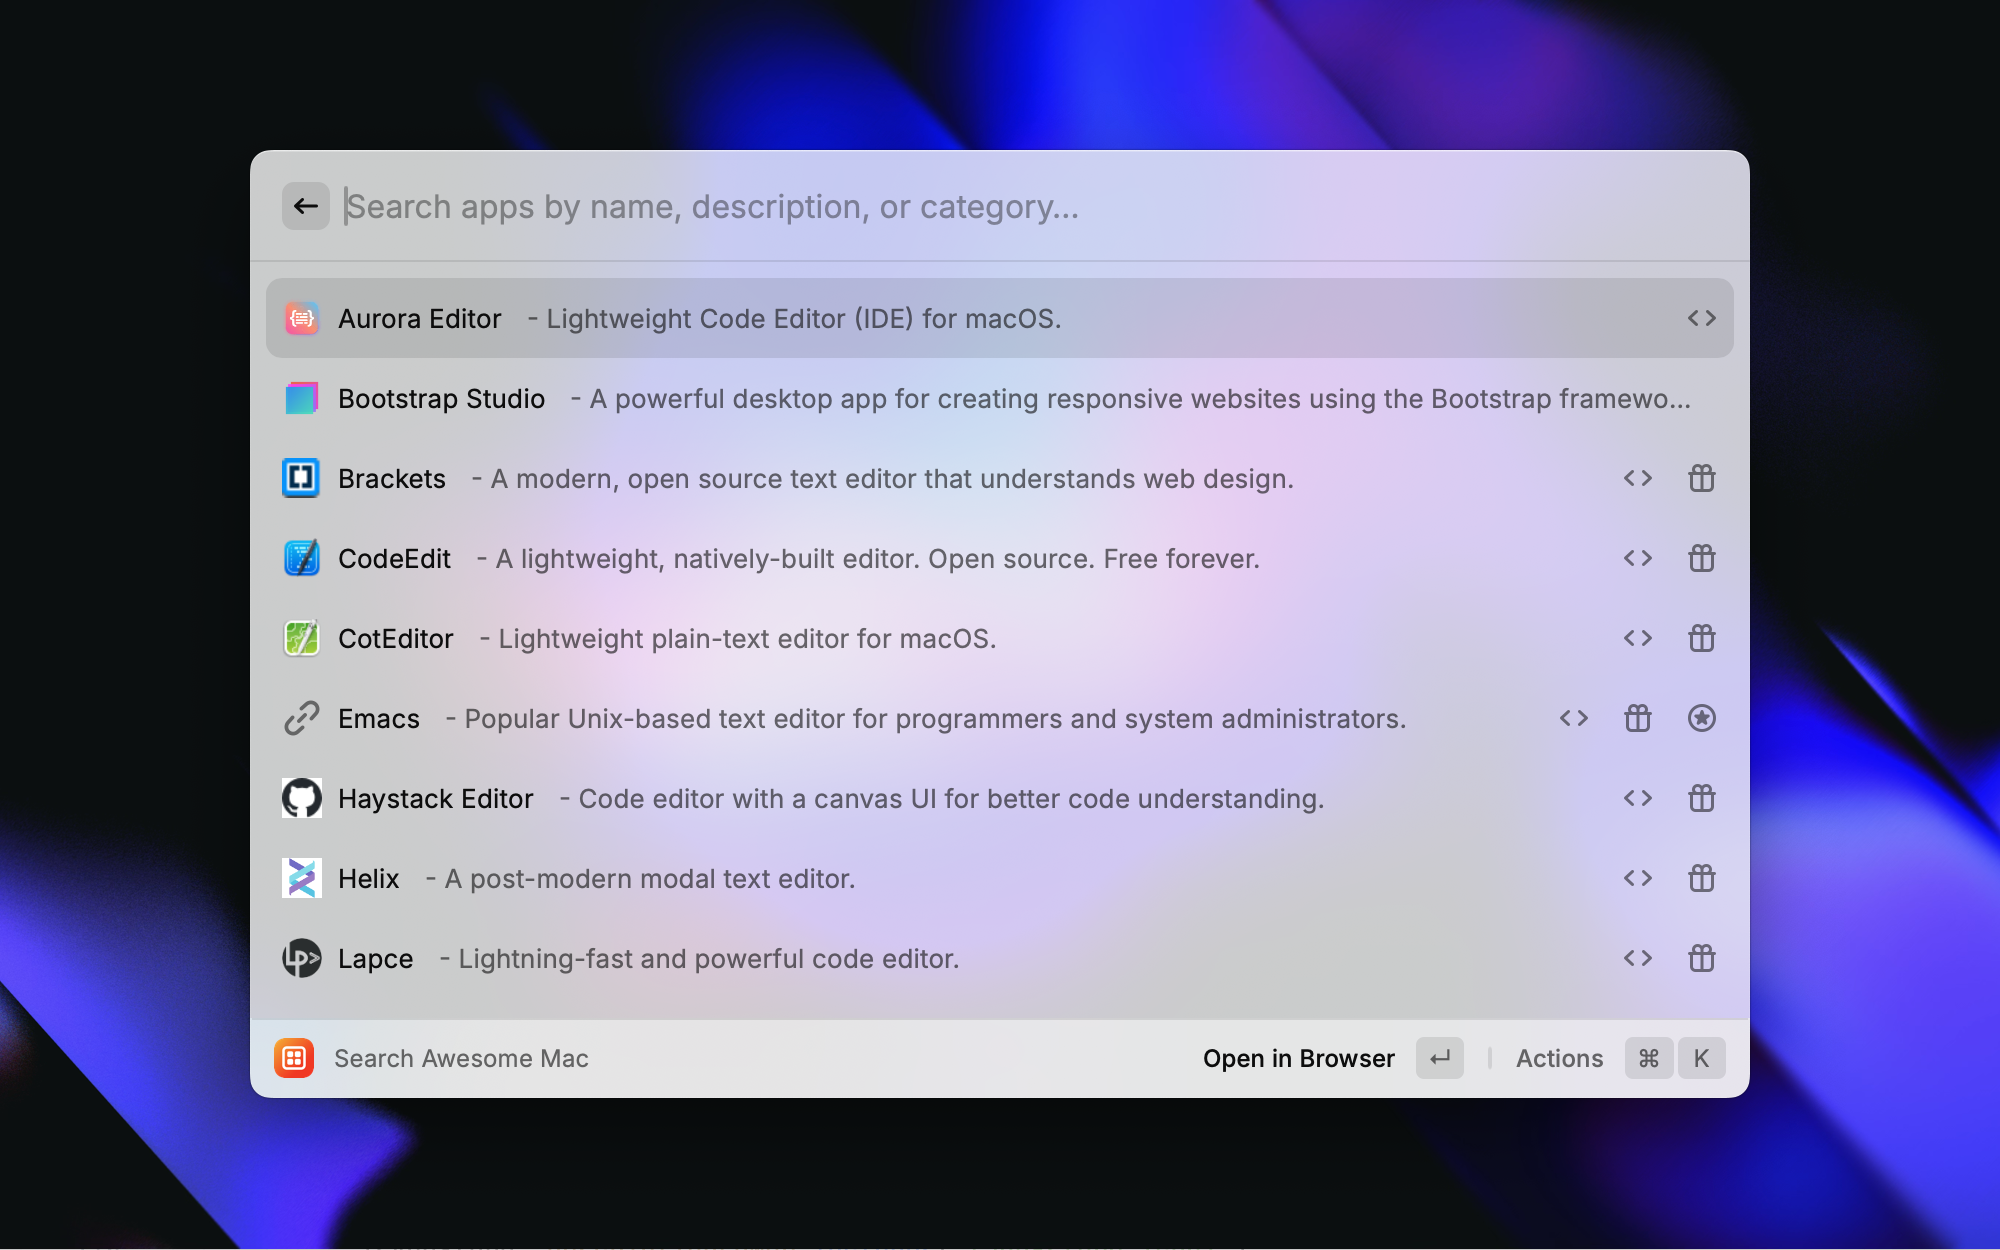 Search apps by name, description, or category...
Aurora Editor - Lightweight Code Editor (IDE) for macOS.
Bootstrap Studio - A powerful desktop app for creating responsive websites using the Bootstrap framewo...
Brackets - A modern, open source text editor that understands web design.
CodeEdit - A lightweight, natively-built editor. Open source. Free forever.
CotEditor - Lightweight plain-text editor for macOS.
Emacs - Popular Unix-based text editor for programmers and system administrators.
Haystack Editor - Code editor with a canvas UI for better code understanding.
Helix - A post-modern modal text editor.
Lapce - Lightning-fast and powerful code editor.
Search Awesome Mac Open in Browser ↵ Actions ⌘ K